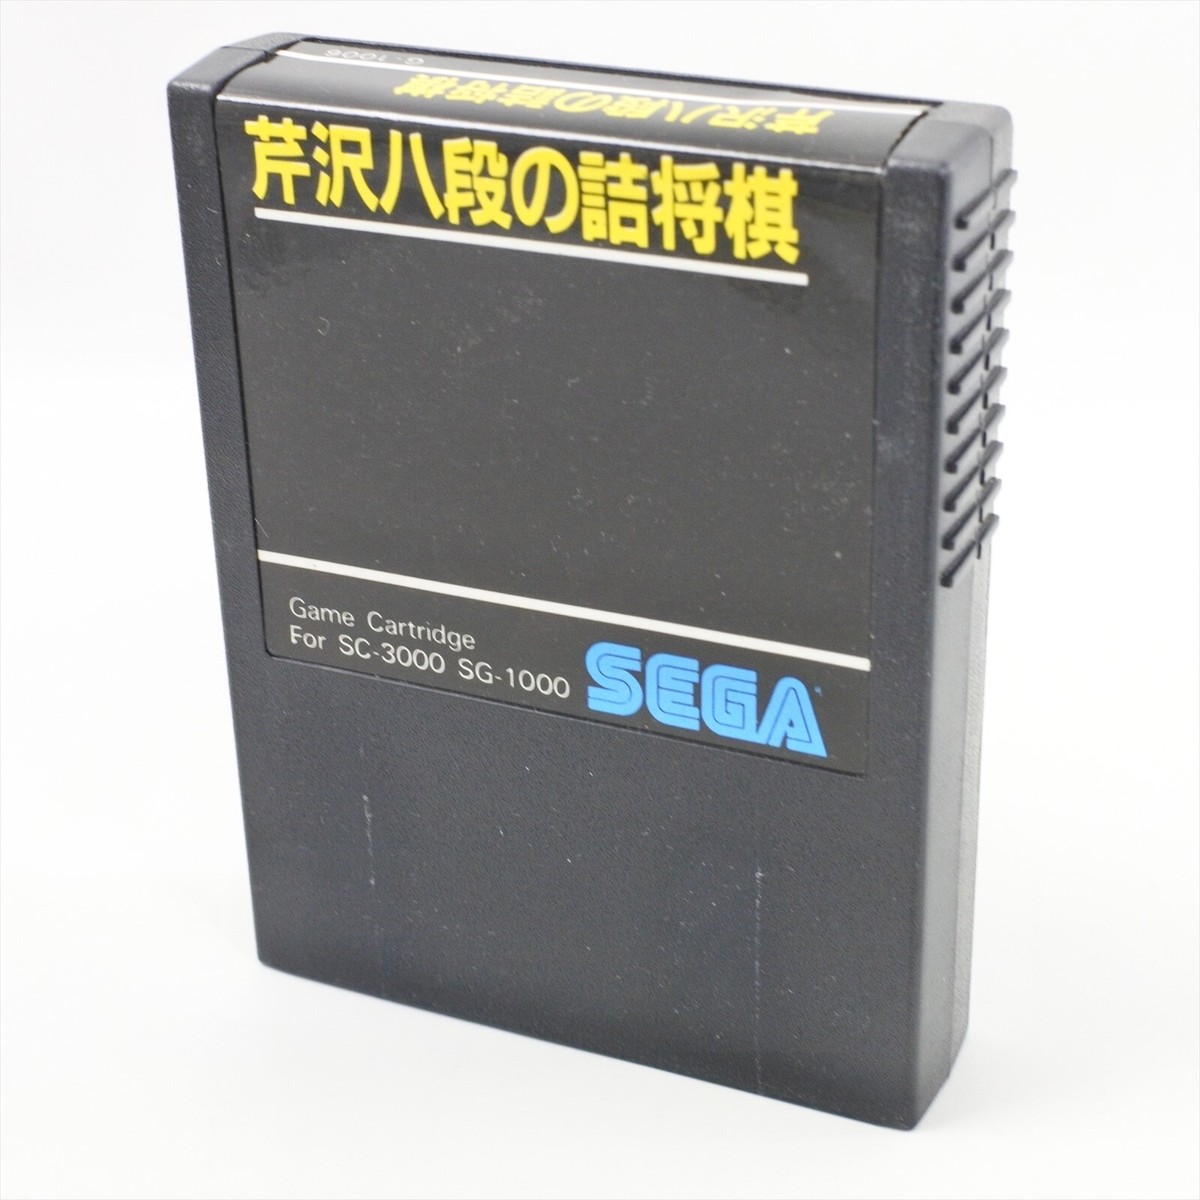 G-1006
芹沢八段の詰将棋
芹沢八段の詰将棋
Game Cartridge
For SC-3000 SG-1000
SEGA